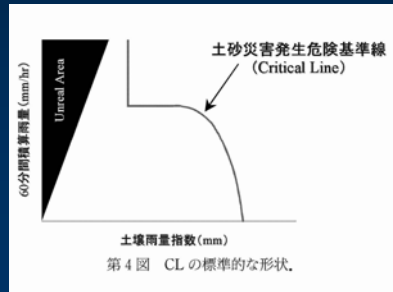 土砂災害発生危険基準線
(Critical Line)
Unreal Area
60分間積算雨量(mm/hr)
土壌雨量指数(mm)
第4図 CLの標準的な形状.